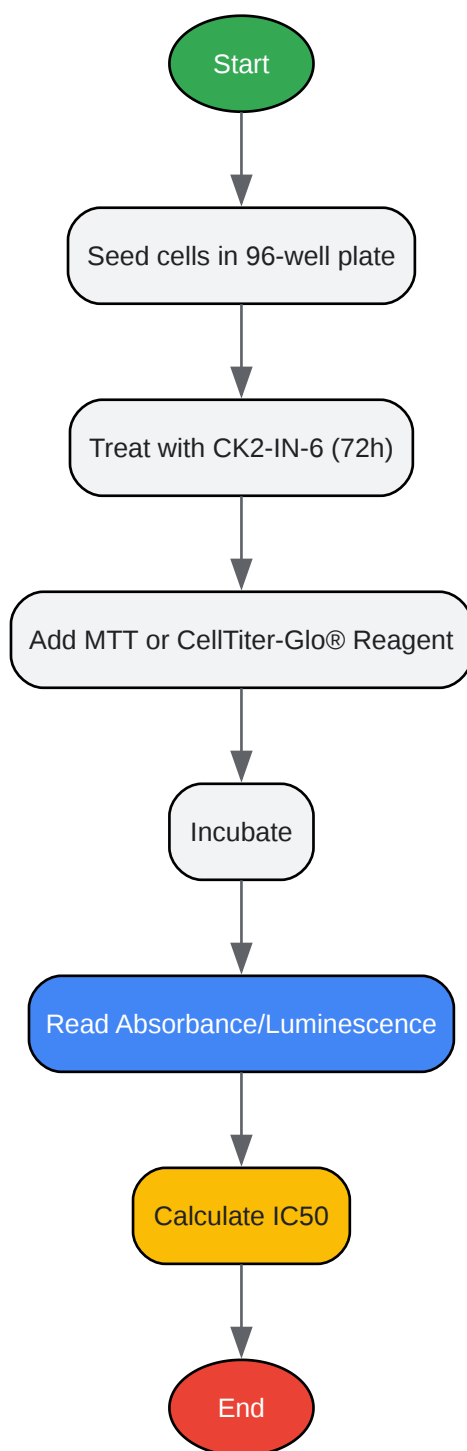 Start
Seed cells in 96-well plate
Treat with CK2-IN-6 (72h)
Add MTT or CellTiter-Glo® Reagent
Incubate
Read Absorbance/Luminescence
Calculate IC50
End